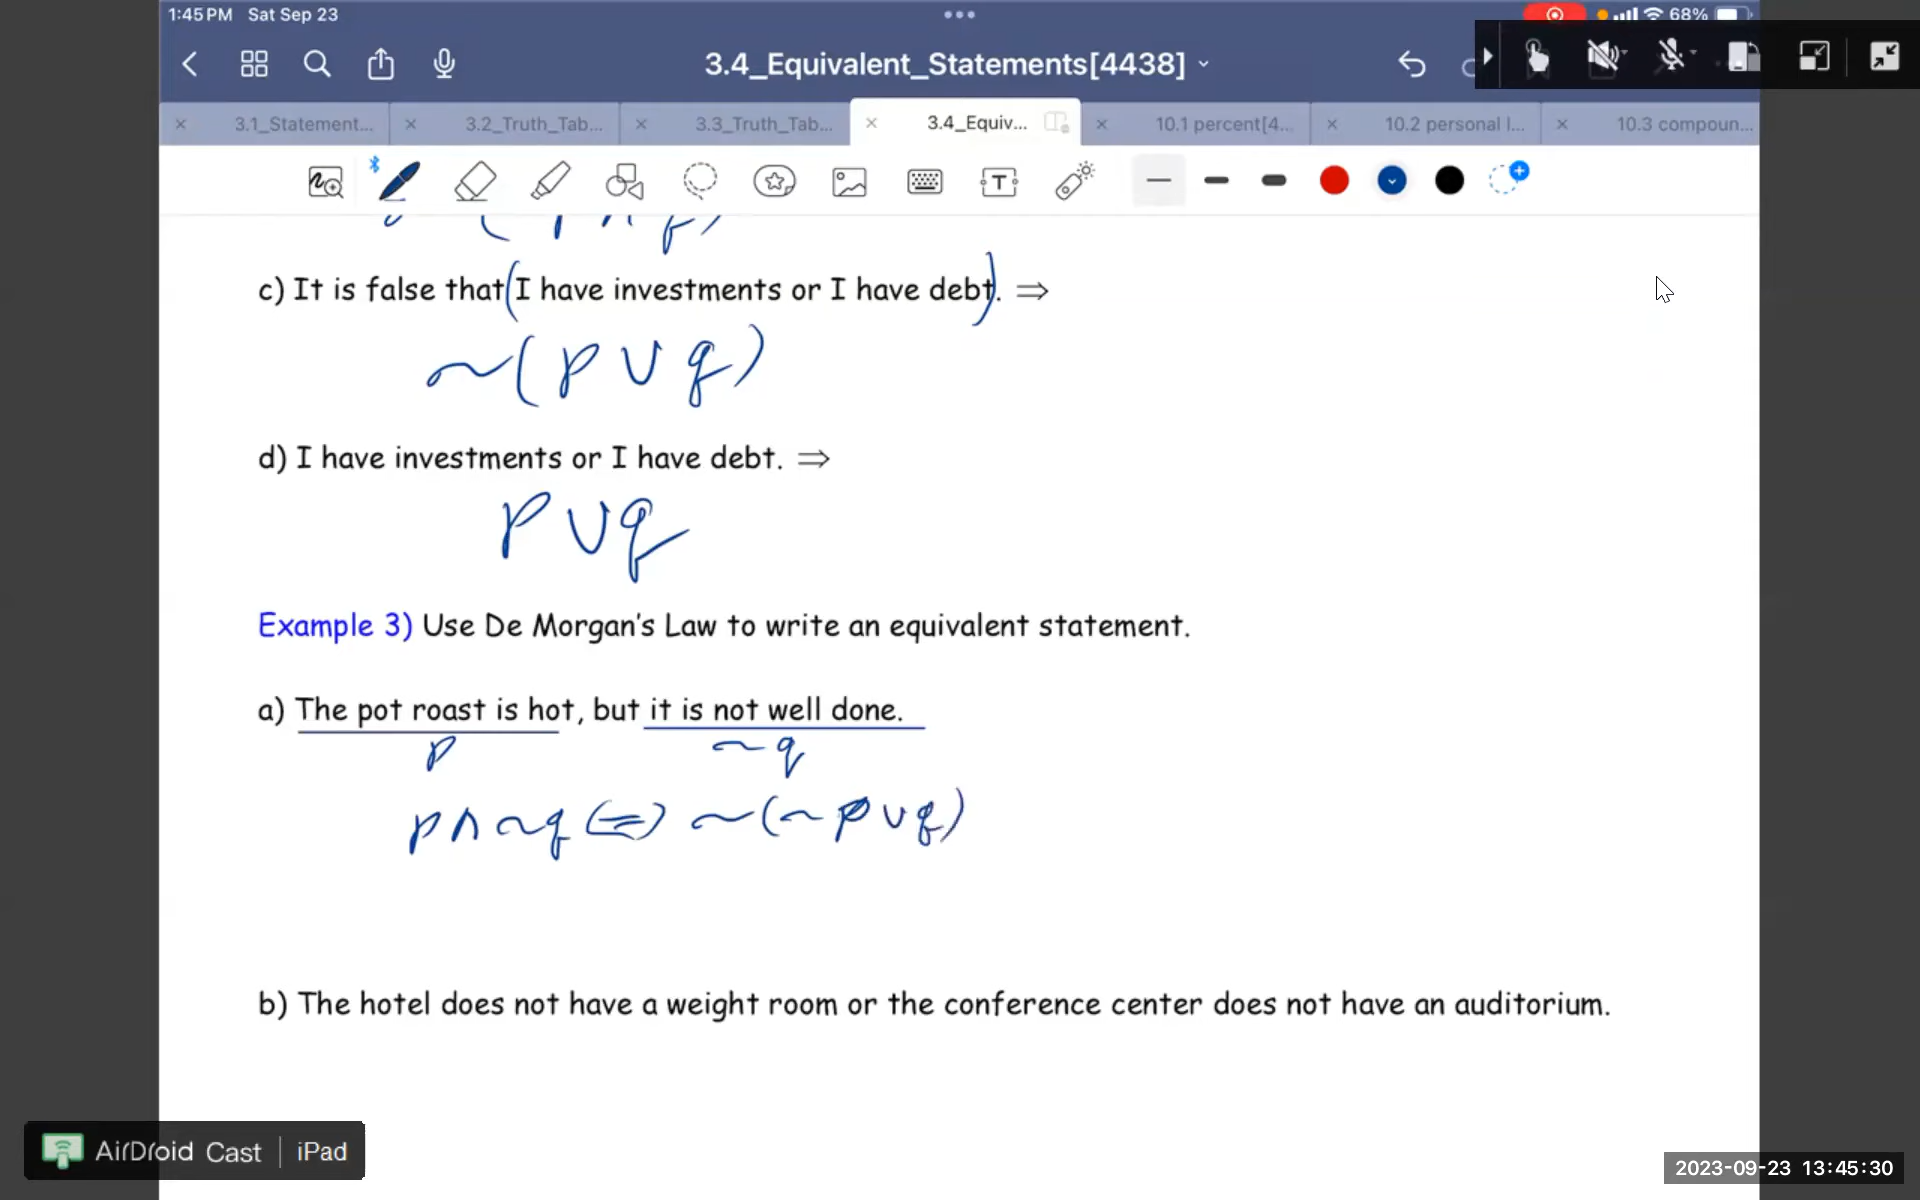 1:45 PM Sat Sep 23
68%
3.4_Equivalent_Statements[4438]
3.1_Statement... 3.2_Truth_Tab... 3.3_Truth_Tab... 3.4_Equiv... 10.1 percent[4... 10.2 personal l... 10.3 compoun...
T
~(p ∧ q)
c) It is false that (I have investments or I have debt). ⇒
~(p ∨ q)
d) I have investments or I have debt. ⇒
p ∨ q
Example 3) Use De Morgan's Law to write an equivalent statement.
a) The pot roast is hot, but it is not well done.
p ~q
p ∧ ~q (=) ~(~p ∨ q)
b) The hotel does not have a weight room or the conference center does not have an auditorium.
AirDroid Cast | iPad
2023-09-23 13:45:30